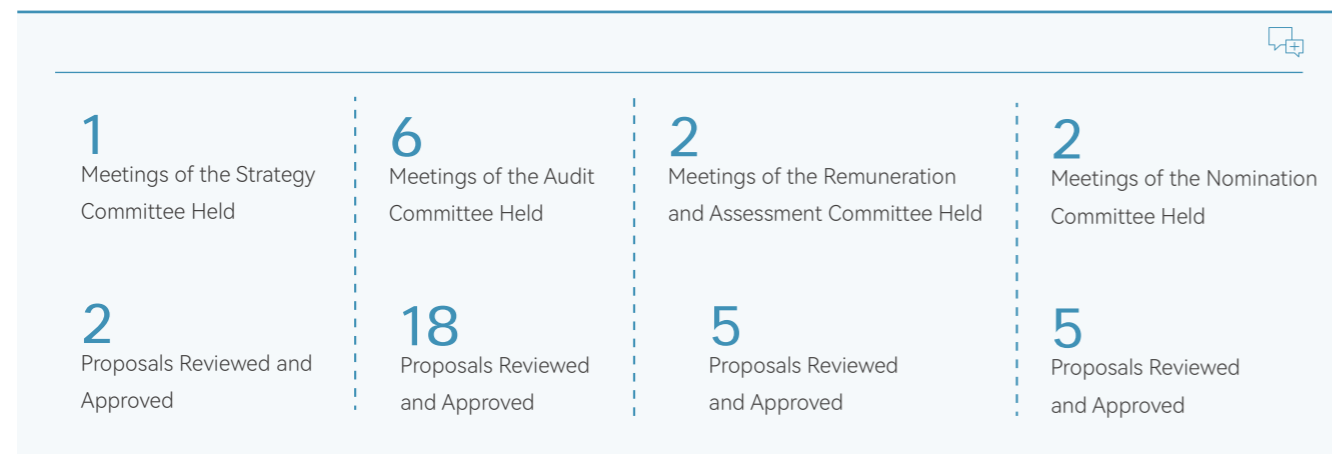 1
Meetings of the Strategy
Committee Held
2
Proposals Reviewed and
Approved
6
Meetings of the Audit
Committee Held
18
Proposals Reviewed
and Approved
2
Meetings of the Remuneration
and Assessment Committee Held
5
Proposals Reviewed
and Approved
2
Meetings of the Nomination
Committee Held
5
Proposals Reviewed
and Approved